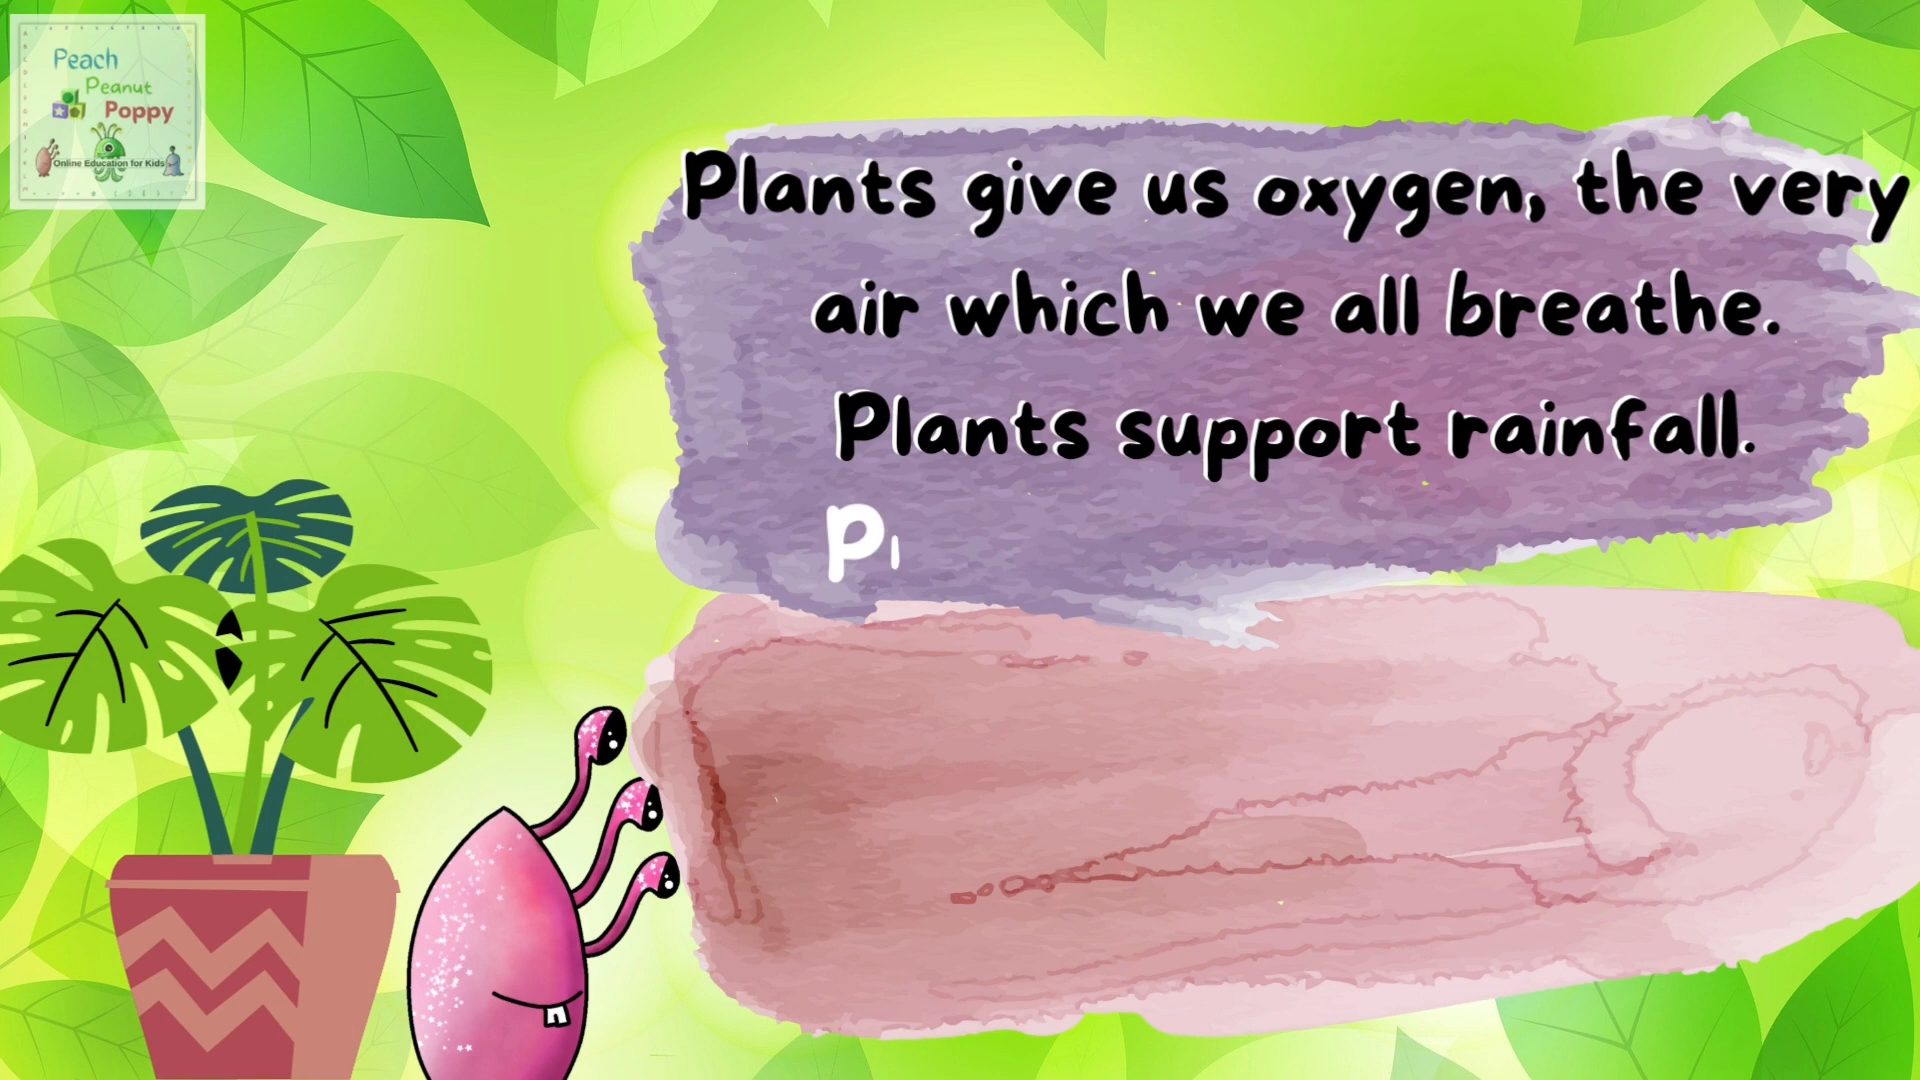 Peach
Peanut
Poppy
Online Education for Kids
Plants give us oxygen, the very
air which we all breathe.
Plants support rainfall.
Pl